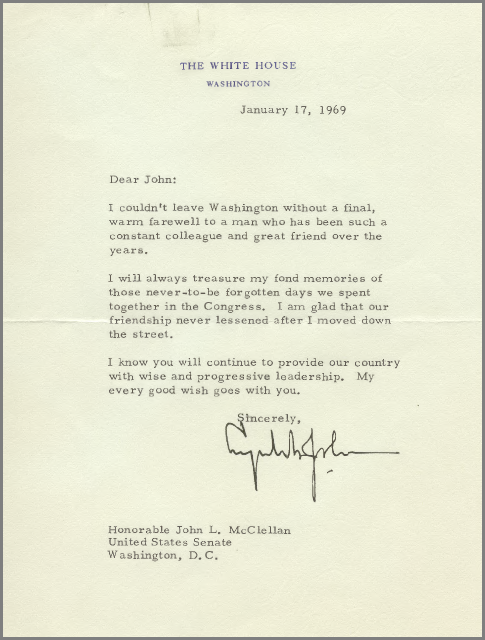 THE WHITE HOUSE
WASHINGTON
January 17, 1969
Dear John:
I couldn't leave Washington without a final,
warm farewell to a man who has been such a
constant colleague and great friend over the
years.
I will always treasure my fond memories of
those never-to-be forgotten days we spent
together in the Congress. I am glad that our
friendship never lessened after I moved down
the street.
I know you will continue to provide our country
with wise and progressive leadership. My
every good wish goes with you.
Sincerely,
Honorable John L. McClellan
United States Senate
Washington, D. C.